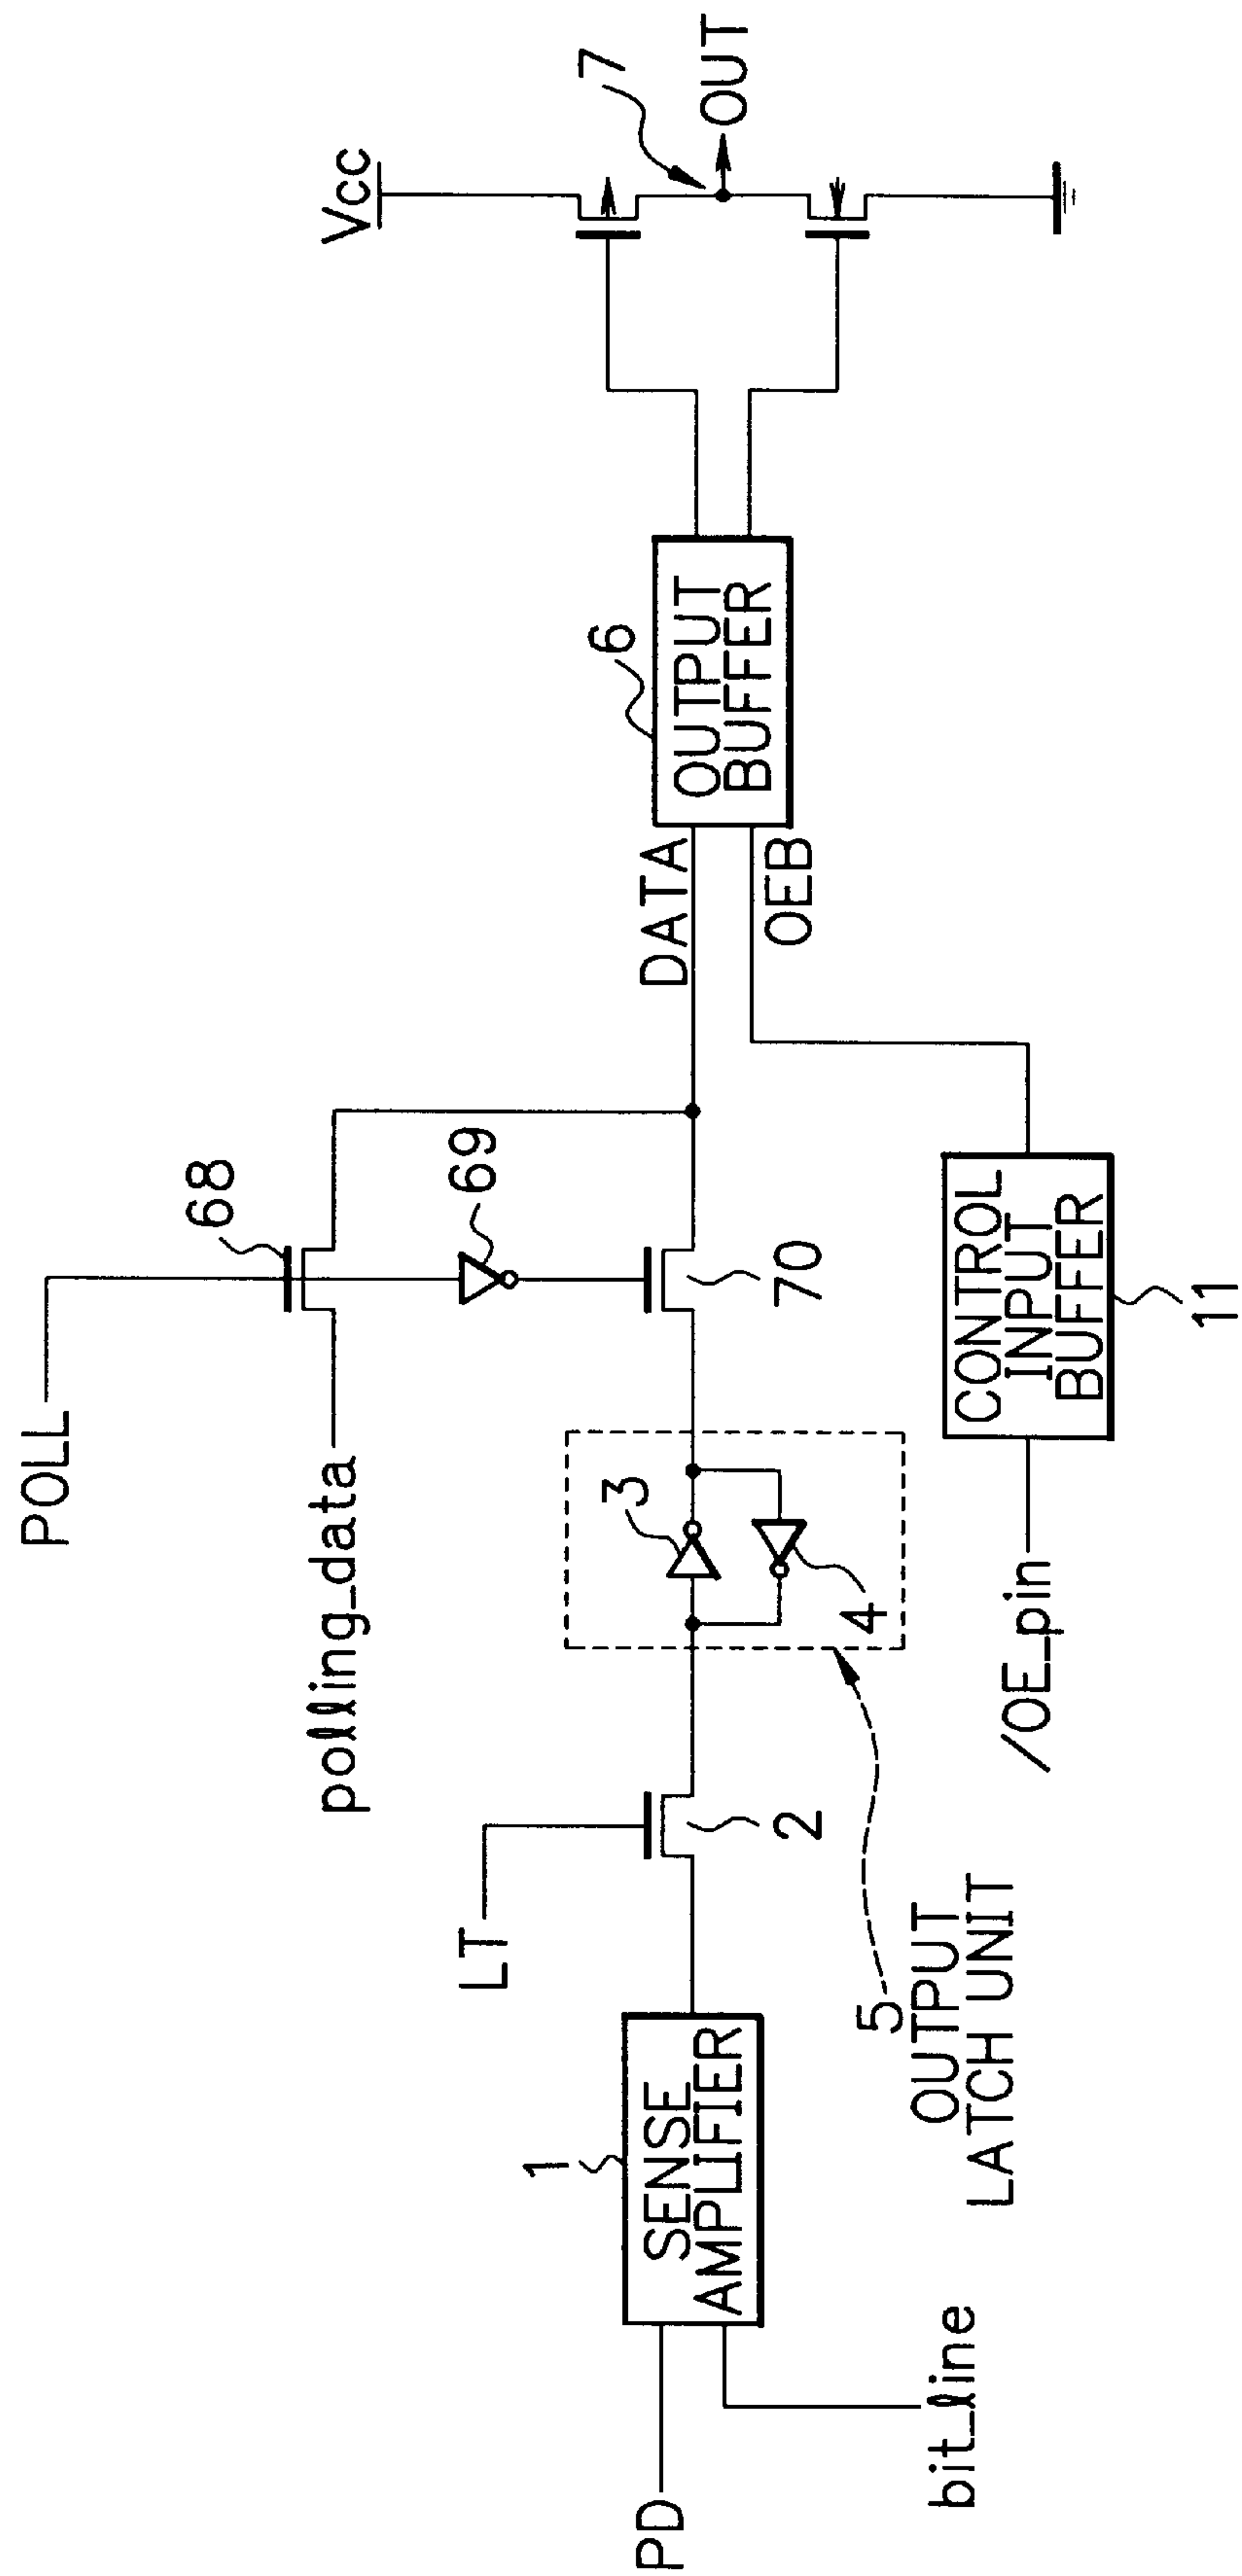 POLL
polling_data
68
69
70
LT
2
3
4
5
OUTPUT
LATCH UNIT
PD
bit_line
1
SENSE
AMPLIFIER
/OE_pin
CONTROL
INPUT
BUFFER
11
DATA
OEB
6
OUTPUT
BUFFER
Vcc
7
OUT